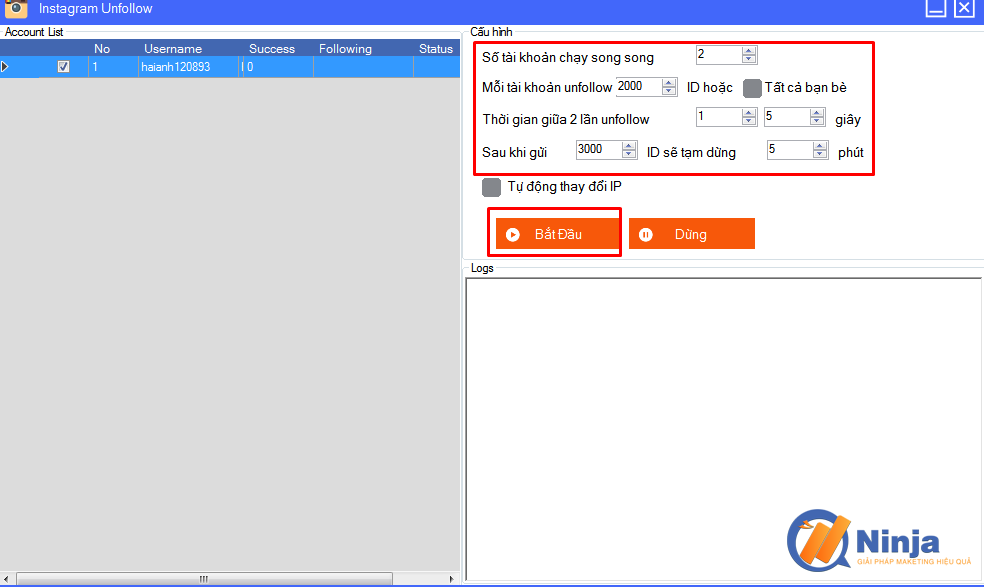 Instagram Unfollow
Account List
No Username Success Following Status
1 haianh120893 0
Cấu hình
Số tài khoản chạy song song 2
Mỗi tài khoản unfollow 2000 ID hoặc Tất cả bạn bè
Thời gian giữa 2 lần unfollow 1 5 giây
Sau khi gửi 3000 ID sẽ tạm dừng 5 phút
Tự động thay đổi IP
Bắt Đầu Dừng
Logs
Ninja
GIẢI PHÁP MAKETING HIỆU QUẢ